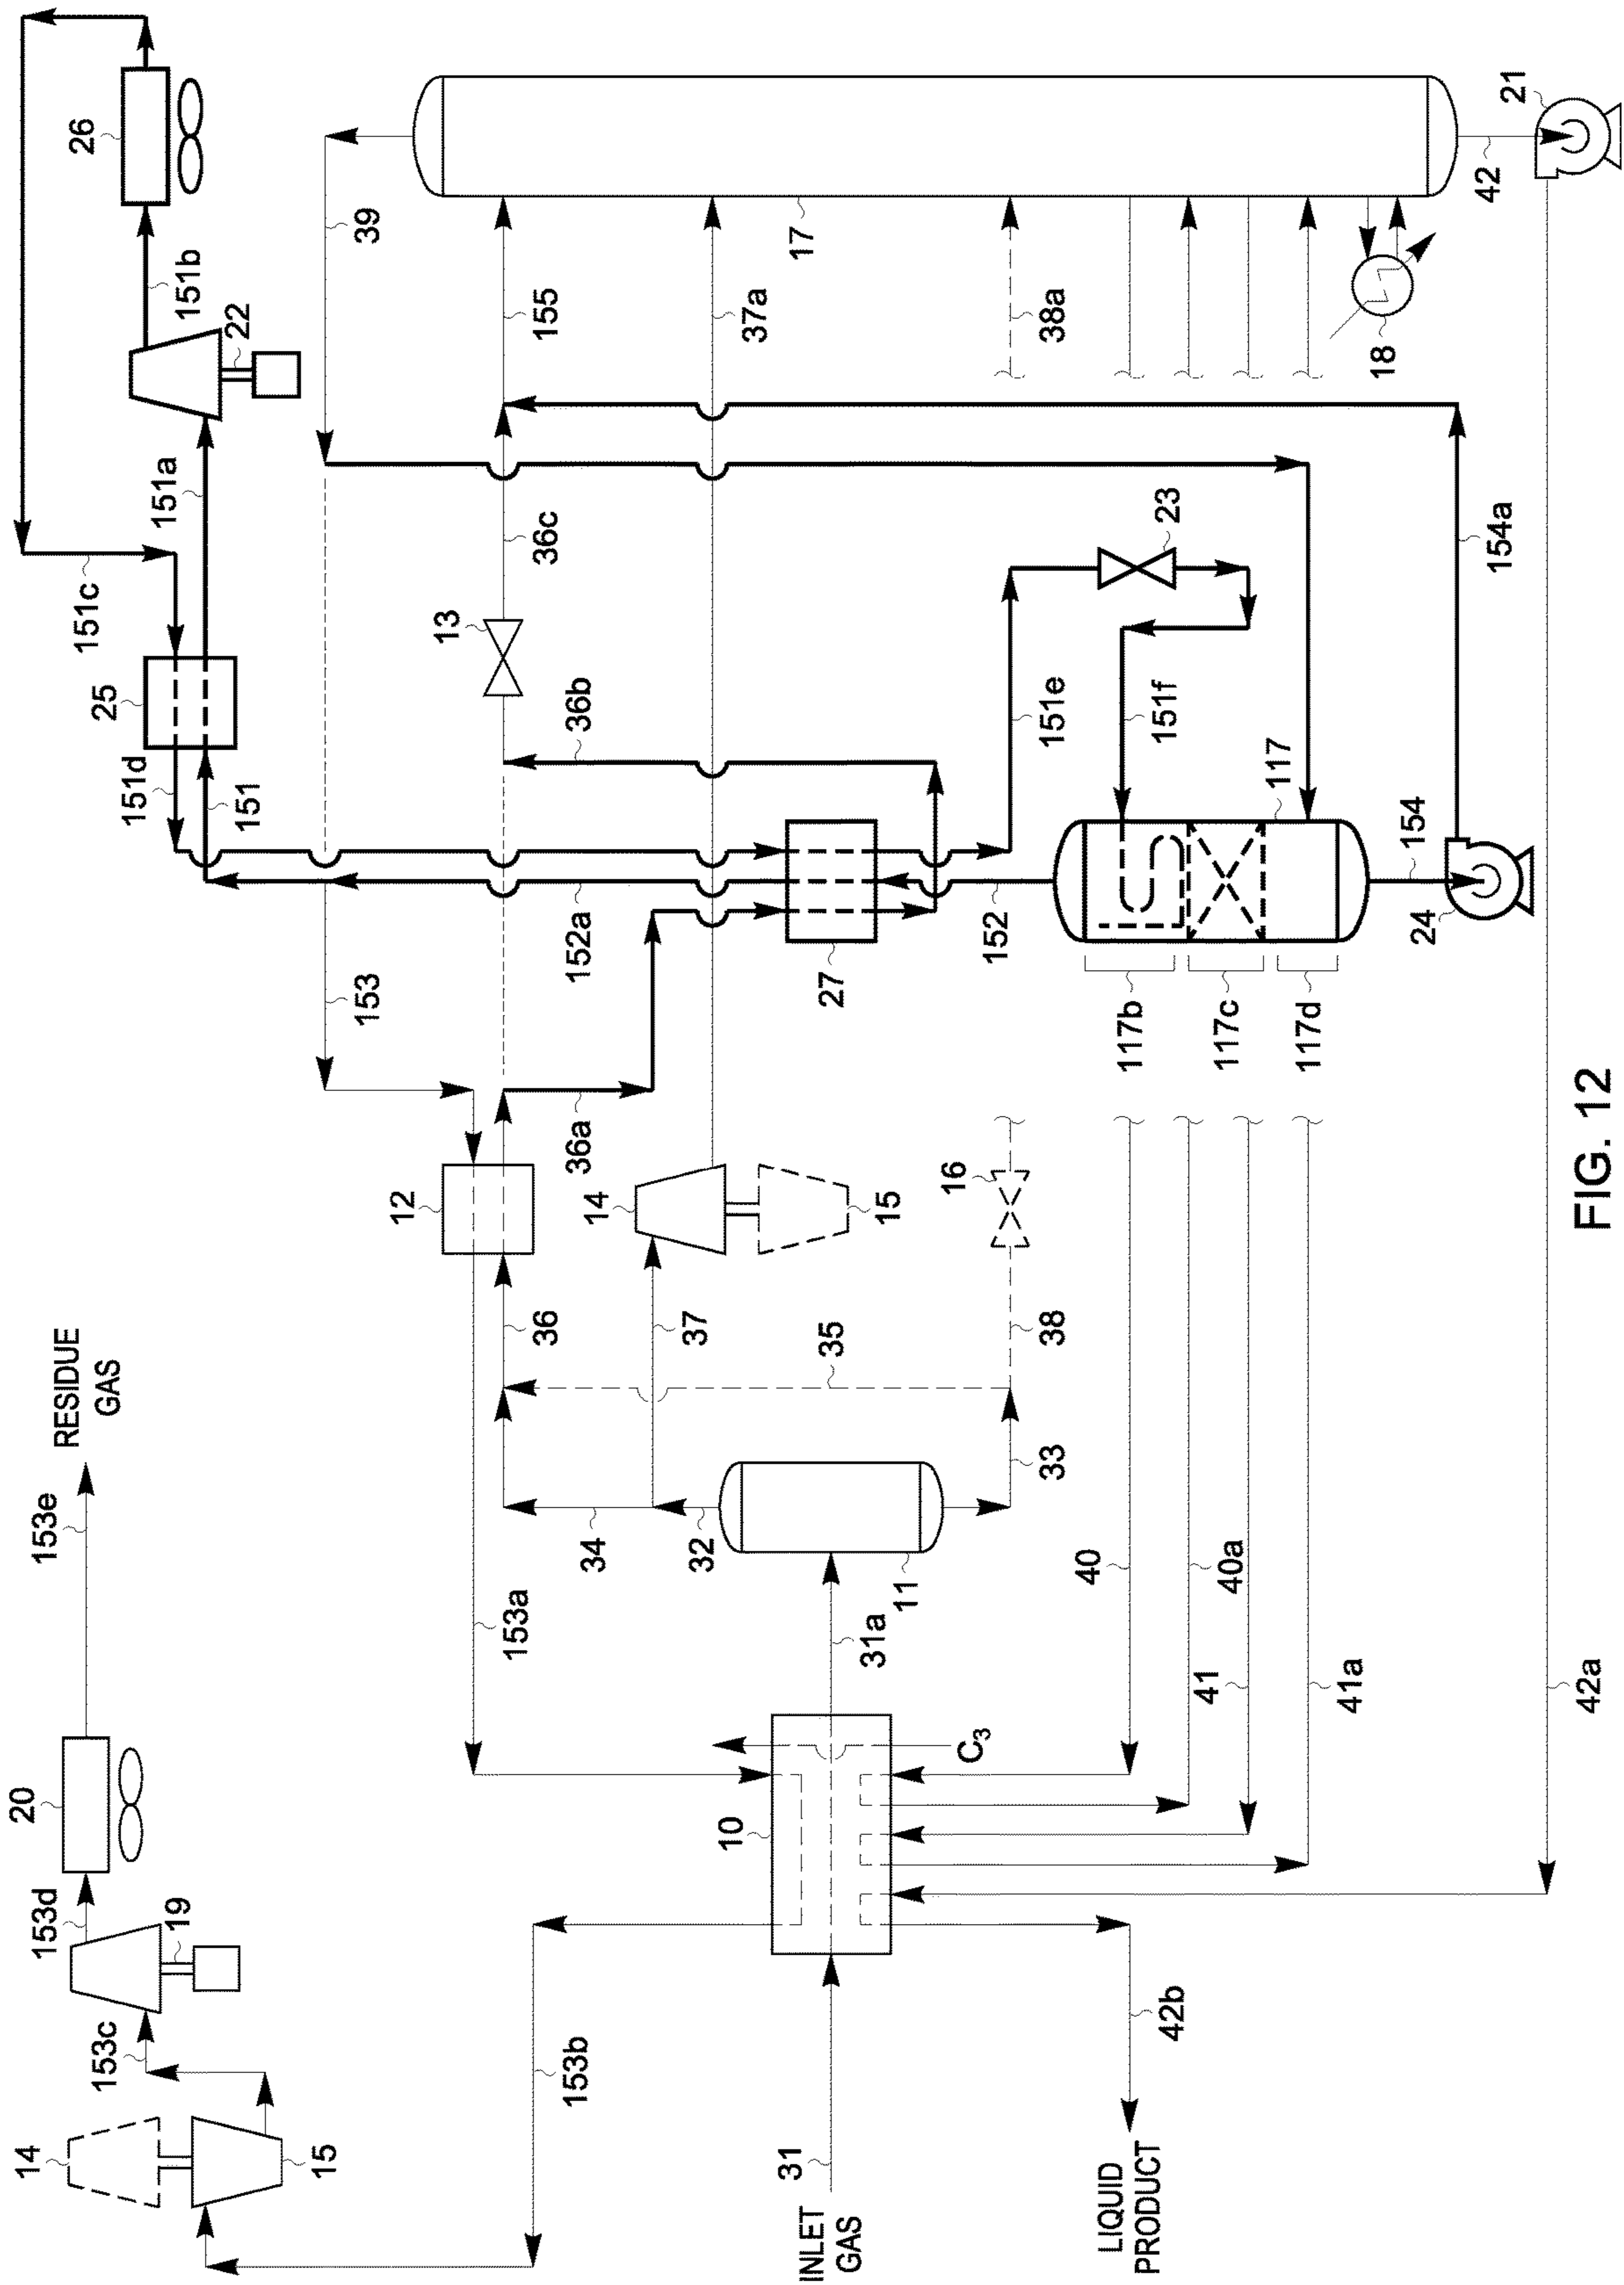 26
151b
22
39
151a
151c
25
151d
151
155
17
21
42
37a
38a
18
13
36c
36b
23
154a
151e
151f
117
154
24
152a
152
27
153
117b
117c
117d
36a
12
14
15
16
36
37
35
38
RESIDUE
GAS
153e
34
32
11
33
153a
31a
40
40a
41
41a
42a
20
153d
19
153c
10
C3
14
15
153b
31
INLET
GAS
42b
LIQUID
PRODUCT
FIG. 12